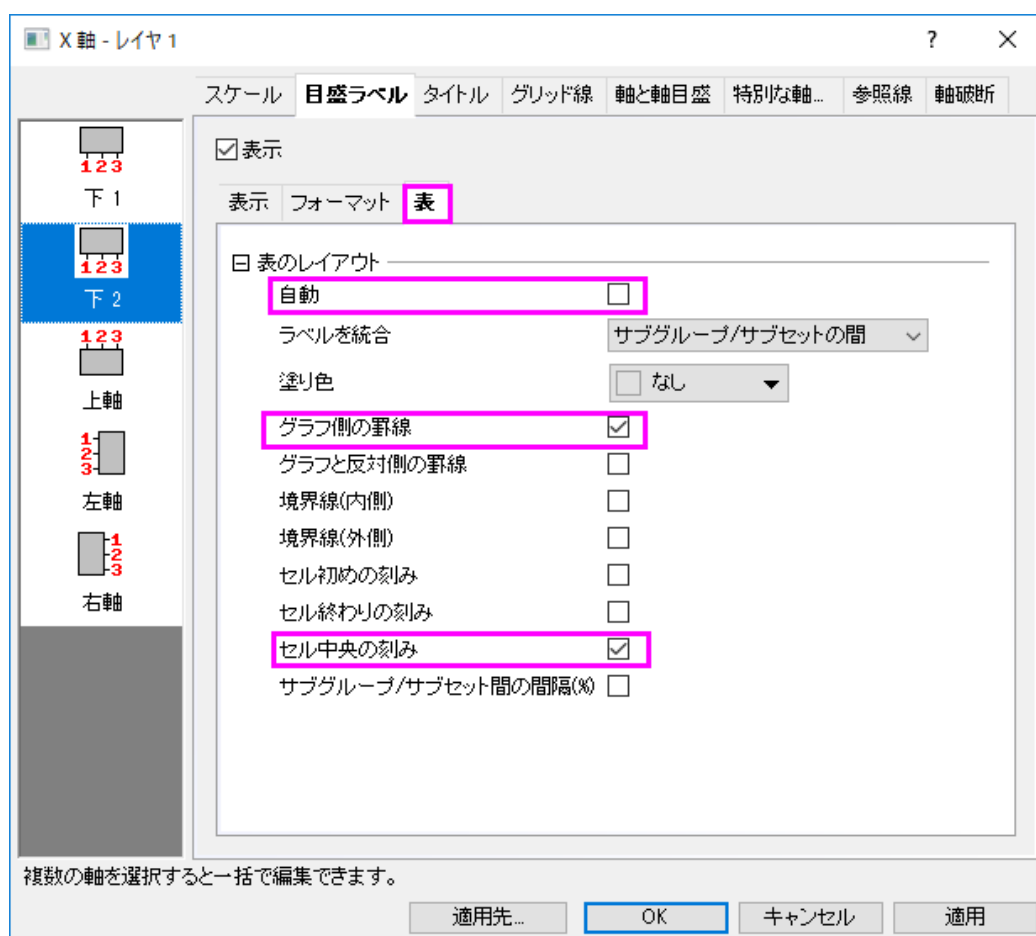 X 軸 - レイヤ 1 ?
スケール 目盛ラベル タイトル グリッド線 軸と軸目盛 特別な軸... 参照線 軸破断
123
下 1
123
下 2
123
上軸
1
2
3
左軸
1
2
3
右軸
表示
表示 フォーマット 表
表のレイアウト
自動
ラベルを統合 サブグループ/サブセットの間
塗り色 なし
グラフ側の罫線
グラフと反対側の罫線
境界線(内側)
境界線(外側)
セル初めの刻み
セル終わりの刻み
セル中央の刻み
サブグループ/サブセット間の間隔(%)
複数の軸を選択すると一括で編集できます。
適用先... OK キャンセル 適用